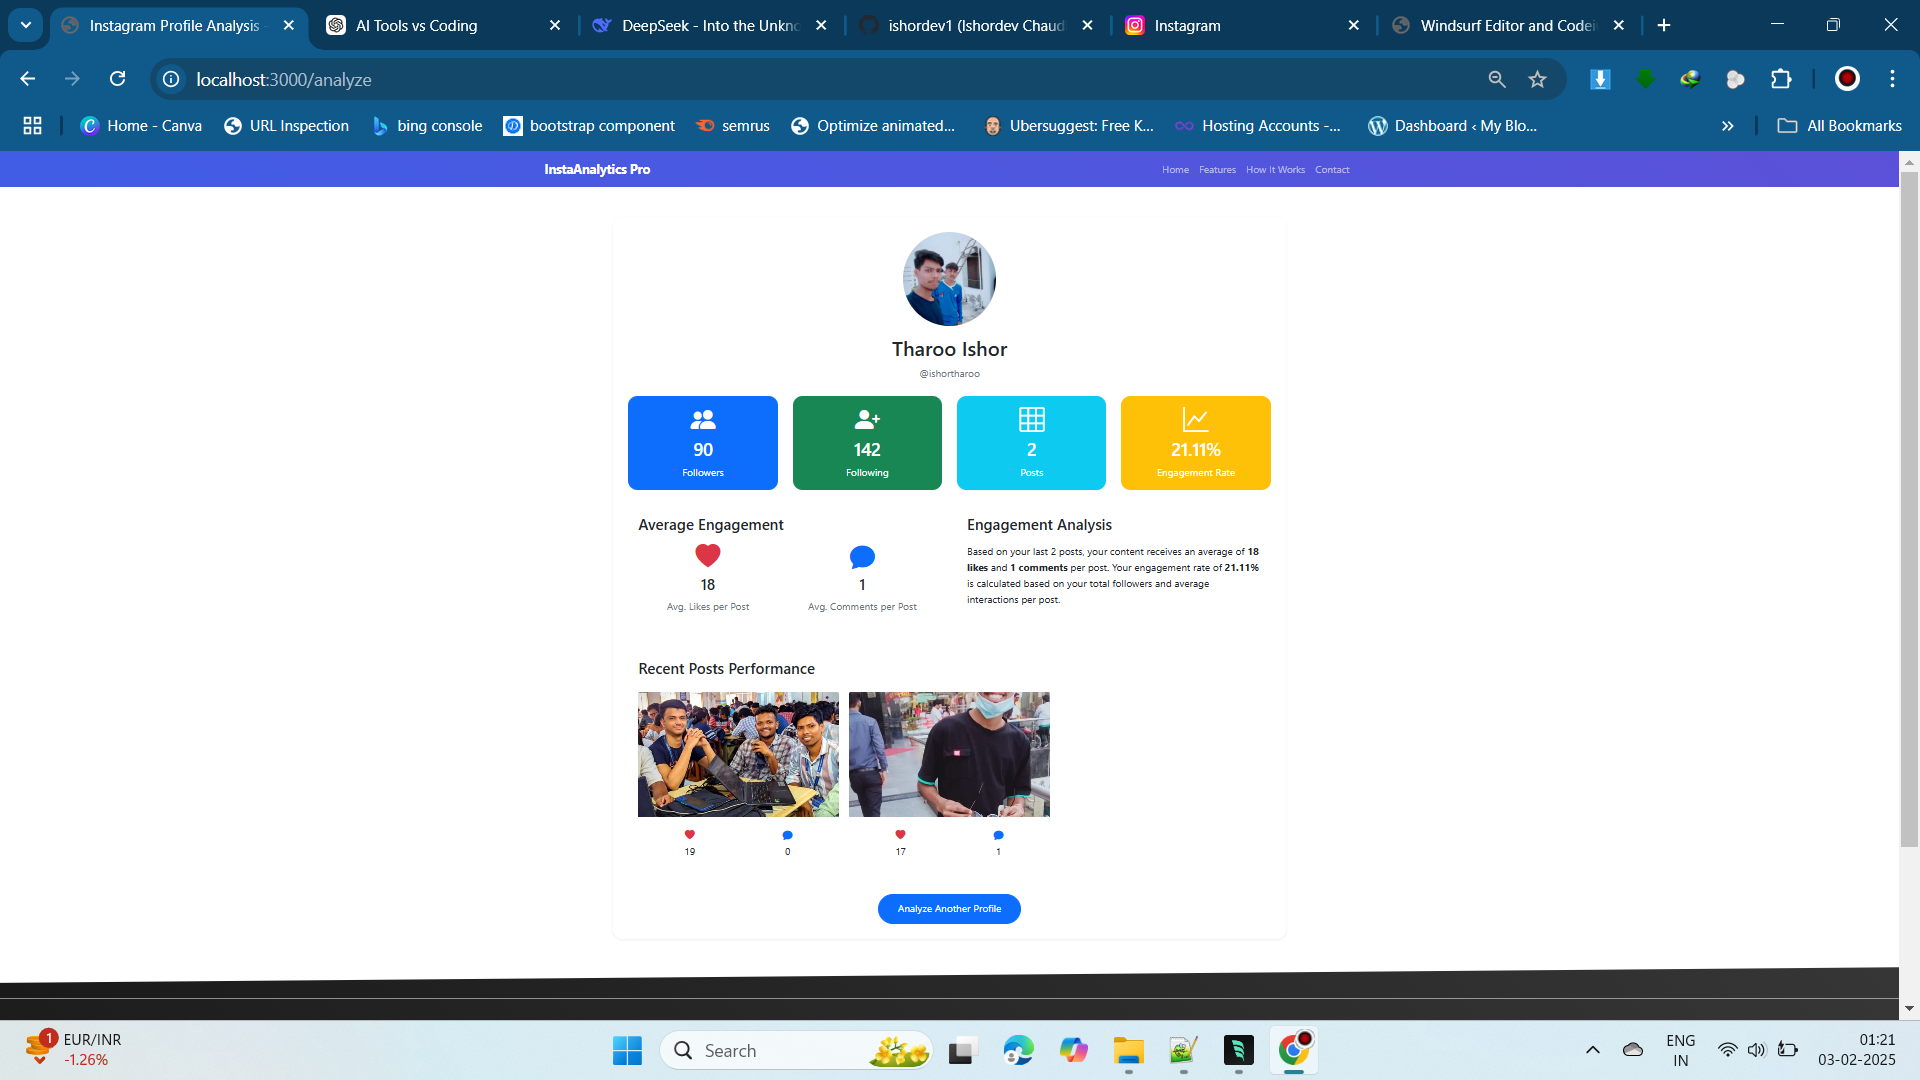 Instagram Profile Analysis -
AI Tools vs Coding
DeepSeek - Into the Unkno
ishordev1 (Ishordev Chaud
Instagram
Windsurf Editor and Codei
localhost:3000/analyze
Home - Canva
URL Inspection
bing console
bootstrap component
semrus
Optimize animated...
Ubersuggest: Free K...
Hosting Accounts -...
Dashboard ‹ My Blo...
All Bookmarks
InstaAnalytics Pro
Home Features How It Works Contact
Tharoo Ishor
@ishortharoo
90
Followers
142
Following
2
Posts
21.11%
Engagement Rate
Average Engagement
18
Avg. Likes per Post
1
Avg. Comments per Post
Engagement Analysis
Based on your last 2 posts, your content receives an average of 18
likes and 1 comments per post. Your engagement rate of 21.11%
is calculated based on your total followers and average
interactions per post.
Recent Posts Performance
19
0
17
1
Analyze Another Profile
1
EUR/INR
-1.26%
Search
ENG
IN
01:21
03-02-2025